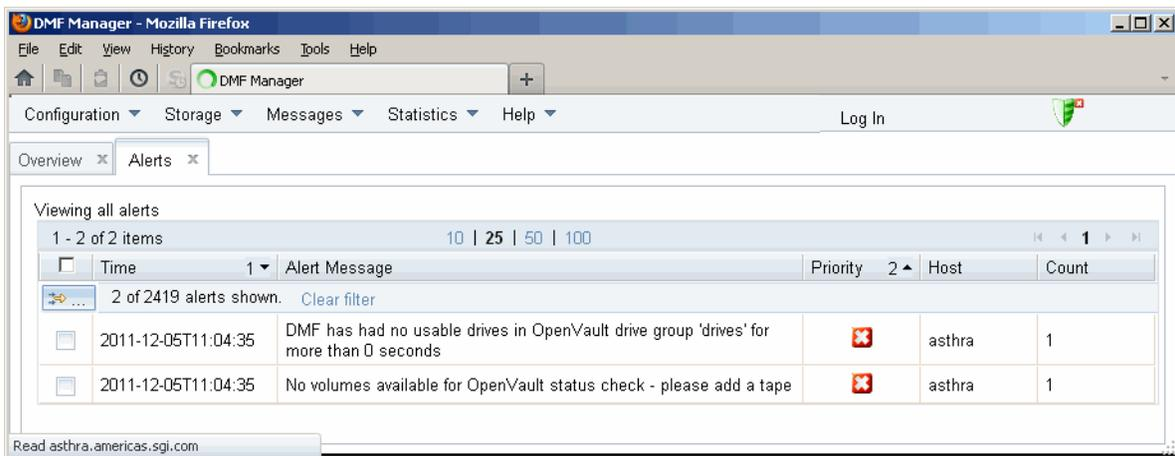 DMF Manager - Mozilla Firefox
File Edit View History Bookmarks Tools Help
DMF Manager +
Configuration Storage Messages Statistics Help Log In
Overview x Alerts x
Viewing all alerts
1 - 2 of 2 items 10 | 25 | 50 | 100 1
Time 1 Alert Message Priority 2 Host Count
... 2 of 2419 alerts shown. Clear filter
2011-12-05T11:04:35 DMF has had no usable drives in OpenVault drive group 'drives' for
more than 0 seconds asthra 1
2011-12-05T11:04:35 No volumes available for OpenVault status check - please add a tape asthra 1
Read asthra.americas.sgi.com